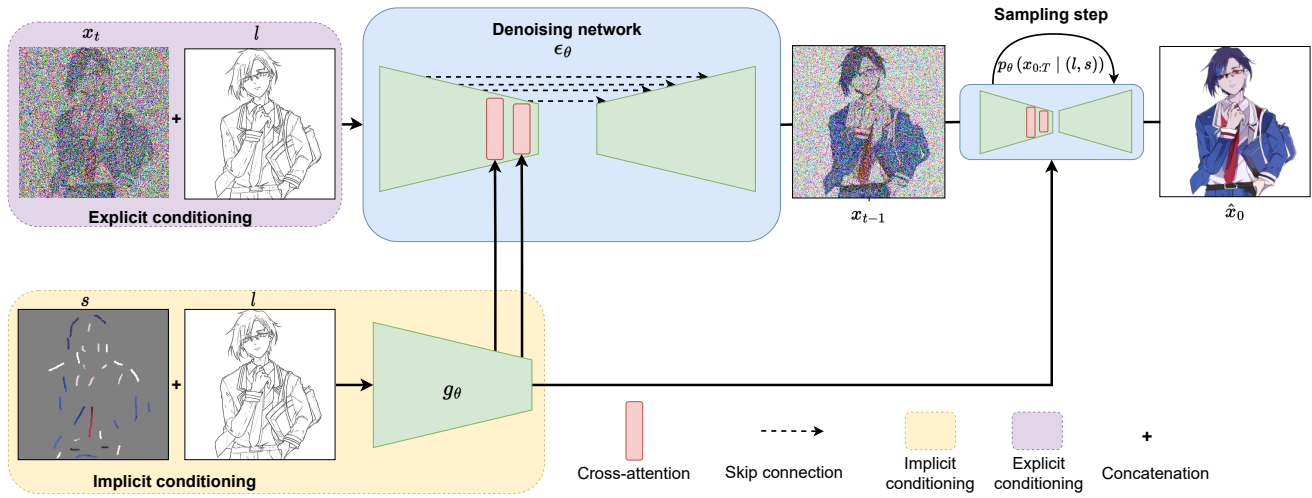 x_t
l
Explicit conditioning
Denoising network
ϵ_θ
x_{t−1}
Sampling step
p_θ (x_{0:T} | (l, s))
x̂_0
s
l
Implicit conditioning
g_θ
Cross-attention
Skip connection
Implicit
conditioning
Explicit
conditioning
Concatenation
+
+
+